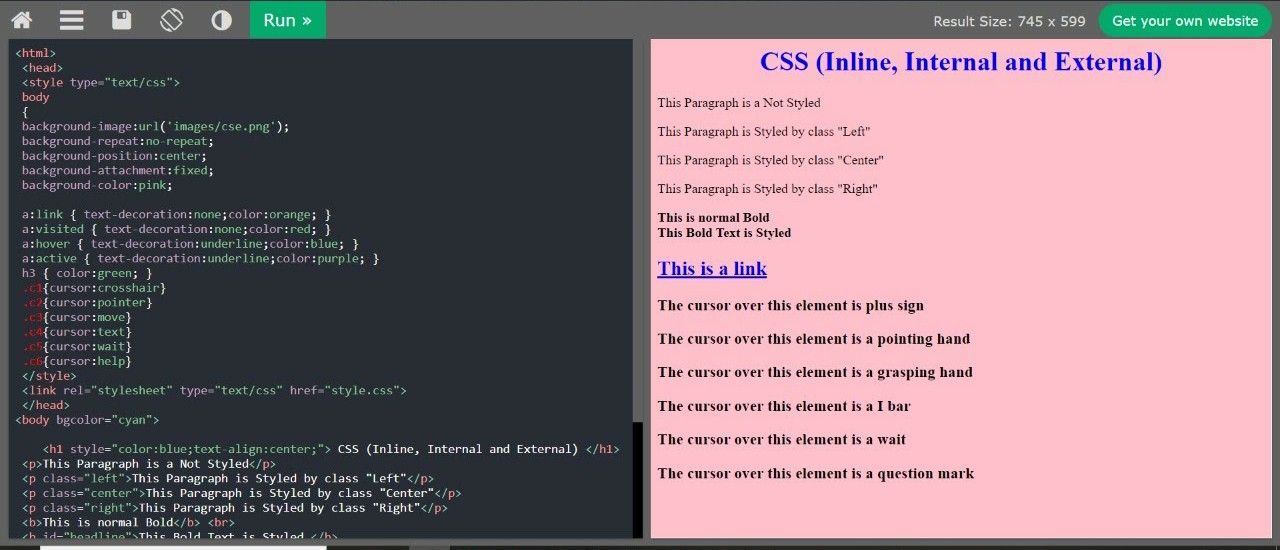 Run »
Result Size: 745 x 599
Get your own website
<html>
<head>
<style type="text/css">
body
{
background-image:url('images/cse.png');
background-repeat:no-repeat;
background-position:center;
background-attachment:fixed;
background-color:pink;
a:link { text-decoration:none;color:orange; }
a:visited { text-decoration:none;color:red; }
a:hover { text-decoration:underline;color:blue; }
a:active { text-decoration:underline;color:purple; }
h3 { color:green; }
.c1{cursor:crosshair}
.c2{cursor:pointer}
.c3{cursor:move}
.c4{cursor:text}
.c5{cursor:wait}
.c6{cursor:help}
</style>
<link rel="stylesheet" type="text/css" href="style.css">
</head>
<body bgcolor="cyan">
<h1 style="color:blue;text-align:center;"> CSS (Inline, Internal and External) </h1>
<p>This Paragraph is a Not Styled</p>
<p class="left">This Paragraph is Styled by class "Left"</p>
<p class="center">This Paragraph is Styled by class "Center"</p>
<p class="right">This Paragraph is Styled by class "Right"</p>
<b>This is normal Bold</b> <br>
<b id="headline">This Bold Text is Styled </b>
CSS (Inline, Internal and External)
This Paragraph is a Not Styled
This Paragraph is Styled by class "Left"
This Paragraph is Styled by class "Center"
This Paragraph is Styled by class "Right"
This is normal Bold
This Bold Text is Styled
This is a link
The cursor over this element is plus sign
The cursor over this element is a pointing hand
The cursor over this element is a grasping hand
The cursor over this element is a I bar
The cursor over this element is a wait
The cursor over this element is a question mark